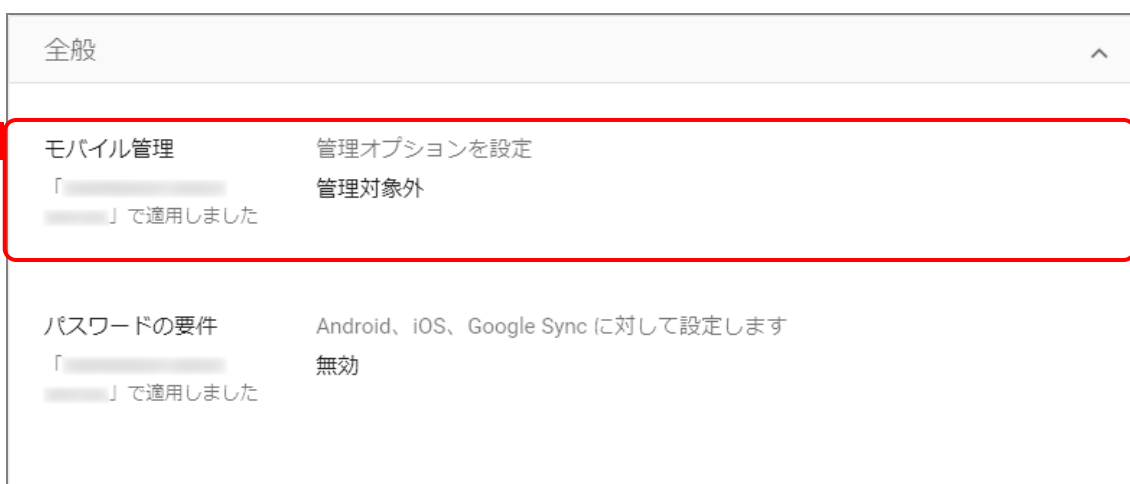 全般
モバイル管理
管理オプションを設定
「
管理対象外
」で適用しました
パスワードの要件
Android、iOS、Google Sync に対して設定します
「
無効
」で適用しました